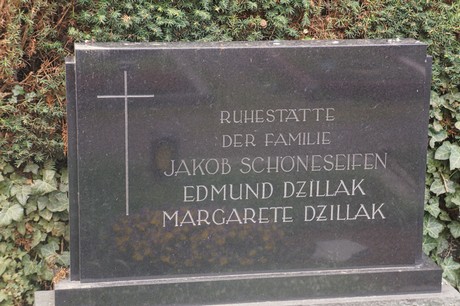 RUHESTÄTTE
DER FAMILIE
JAKOB SCHÖNESEIFEN
EDMUND DZILLAK
MARGARETE DZILLAK